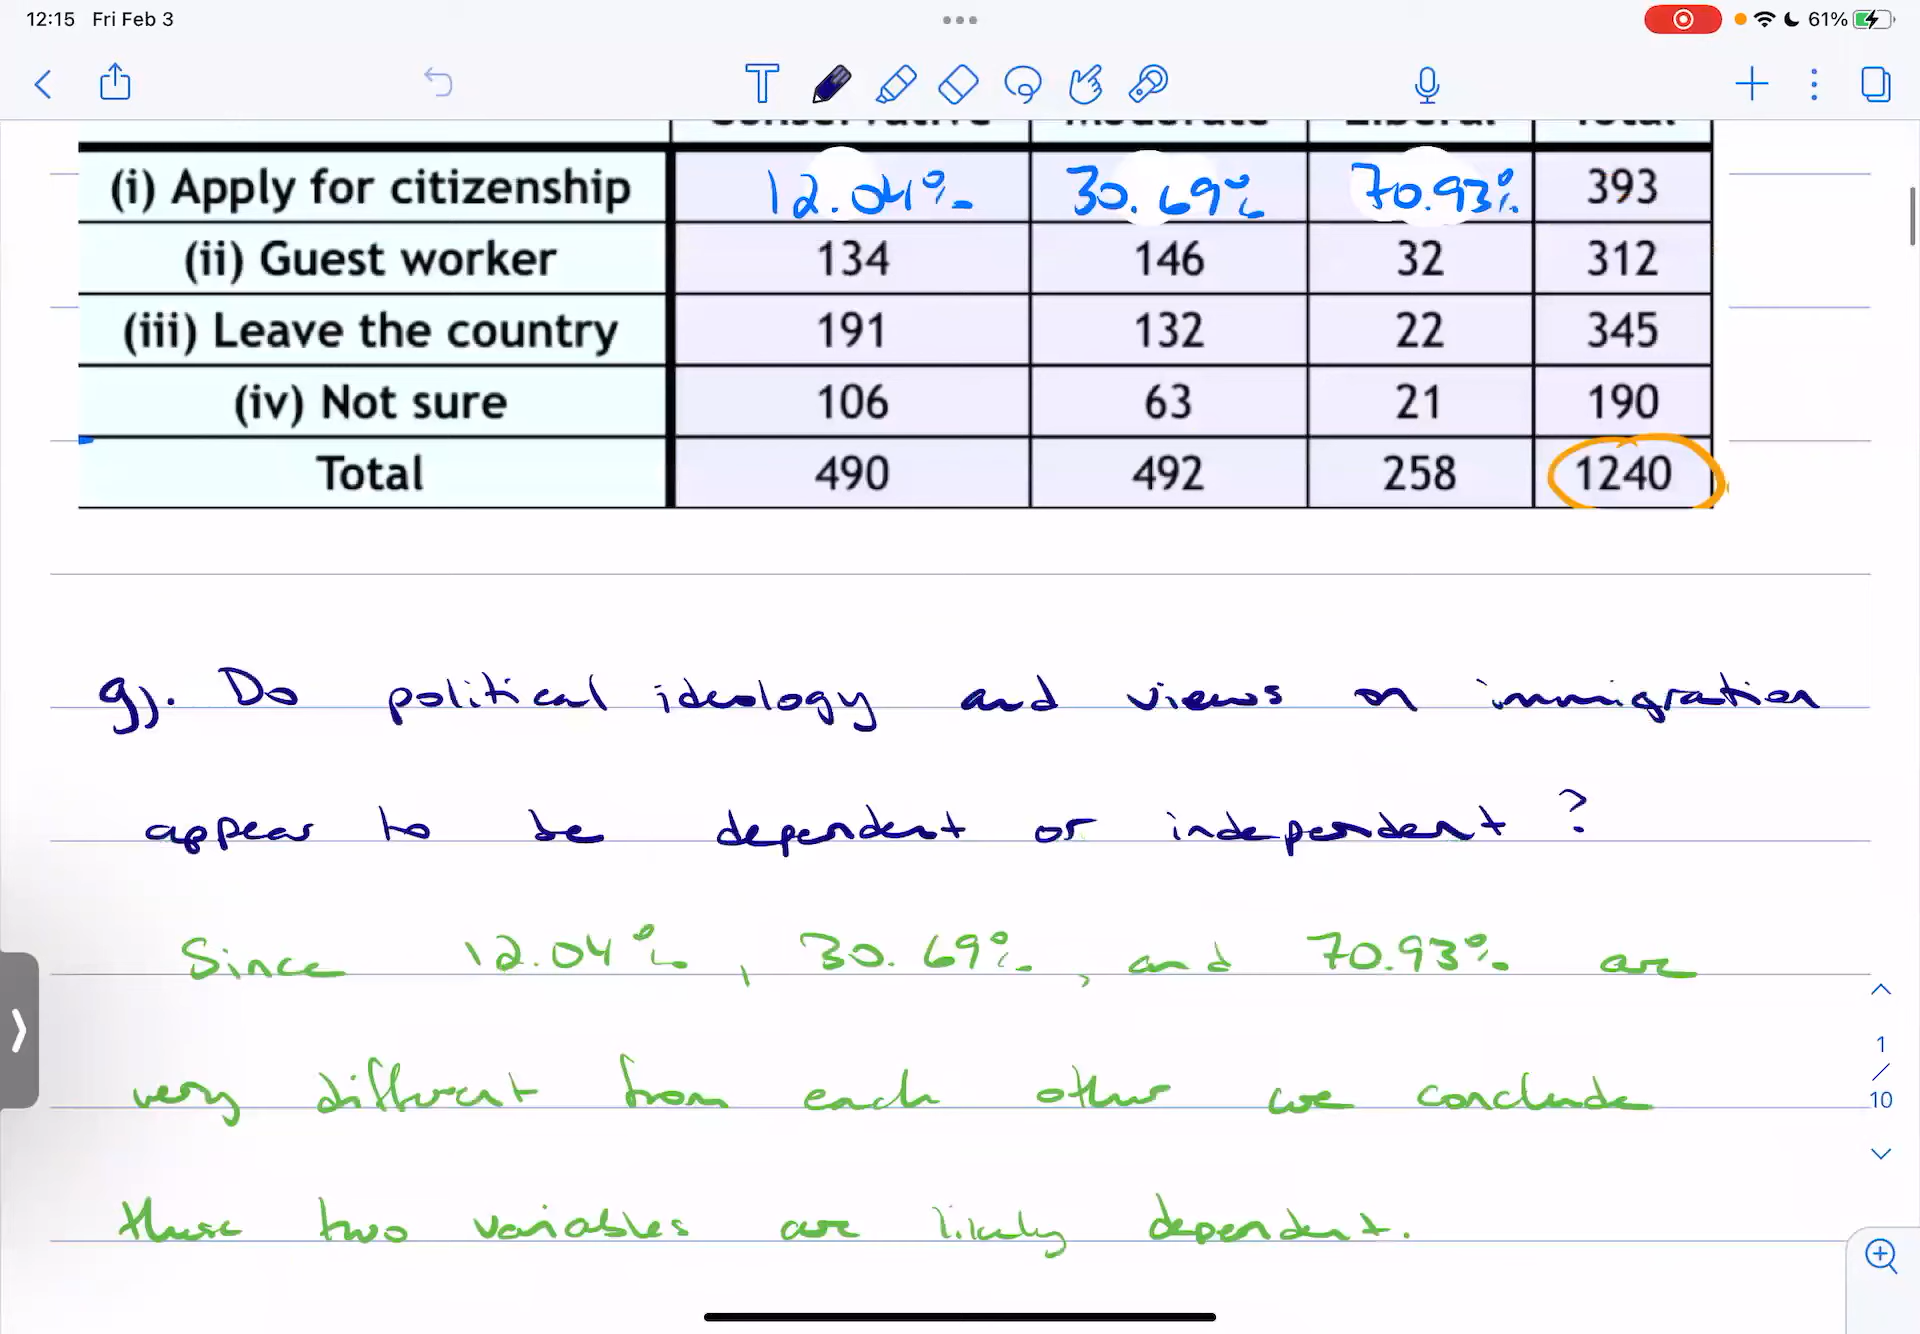 12:15 Fri Feb 3 61%
Conservative Moderate Liberal Total
(i) Apply for citizenship 12.04% 30.69% 70.93% 393
(ii) Guest worker 134 146 32 312
(iii) Leave the country 191 132 22 345
(iv) Not sure 106 63 21 190
Total 490 492 258 1240
g). Do political ideology and views on immigration
appear to be dependent or independent?
Since 12.04%, 30.69%, and 70.93% are
very different from each other we conclude
these two variables are likely dependent.
1
/
10